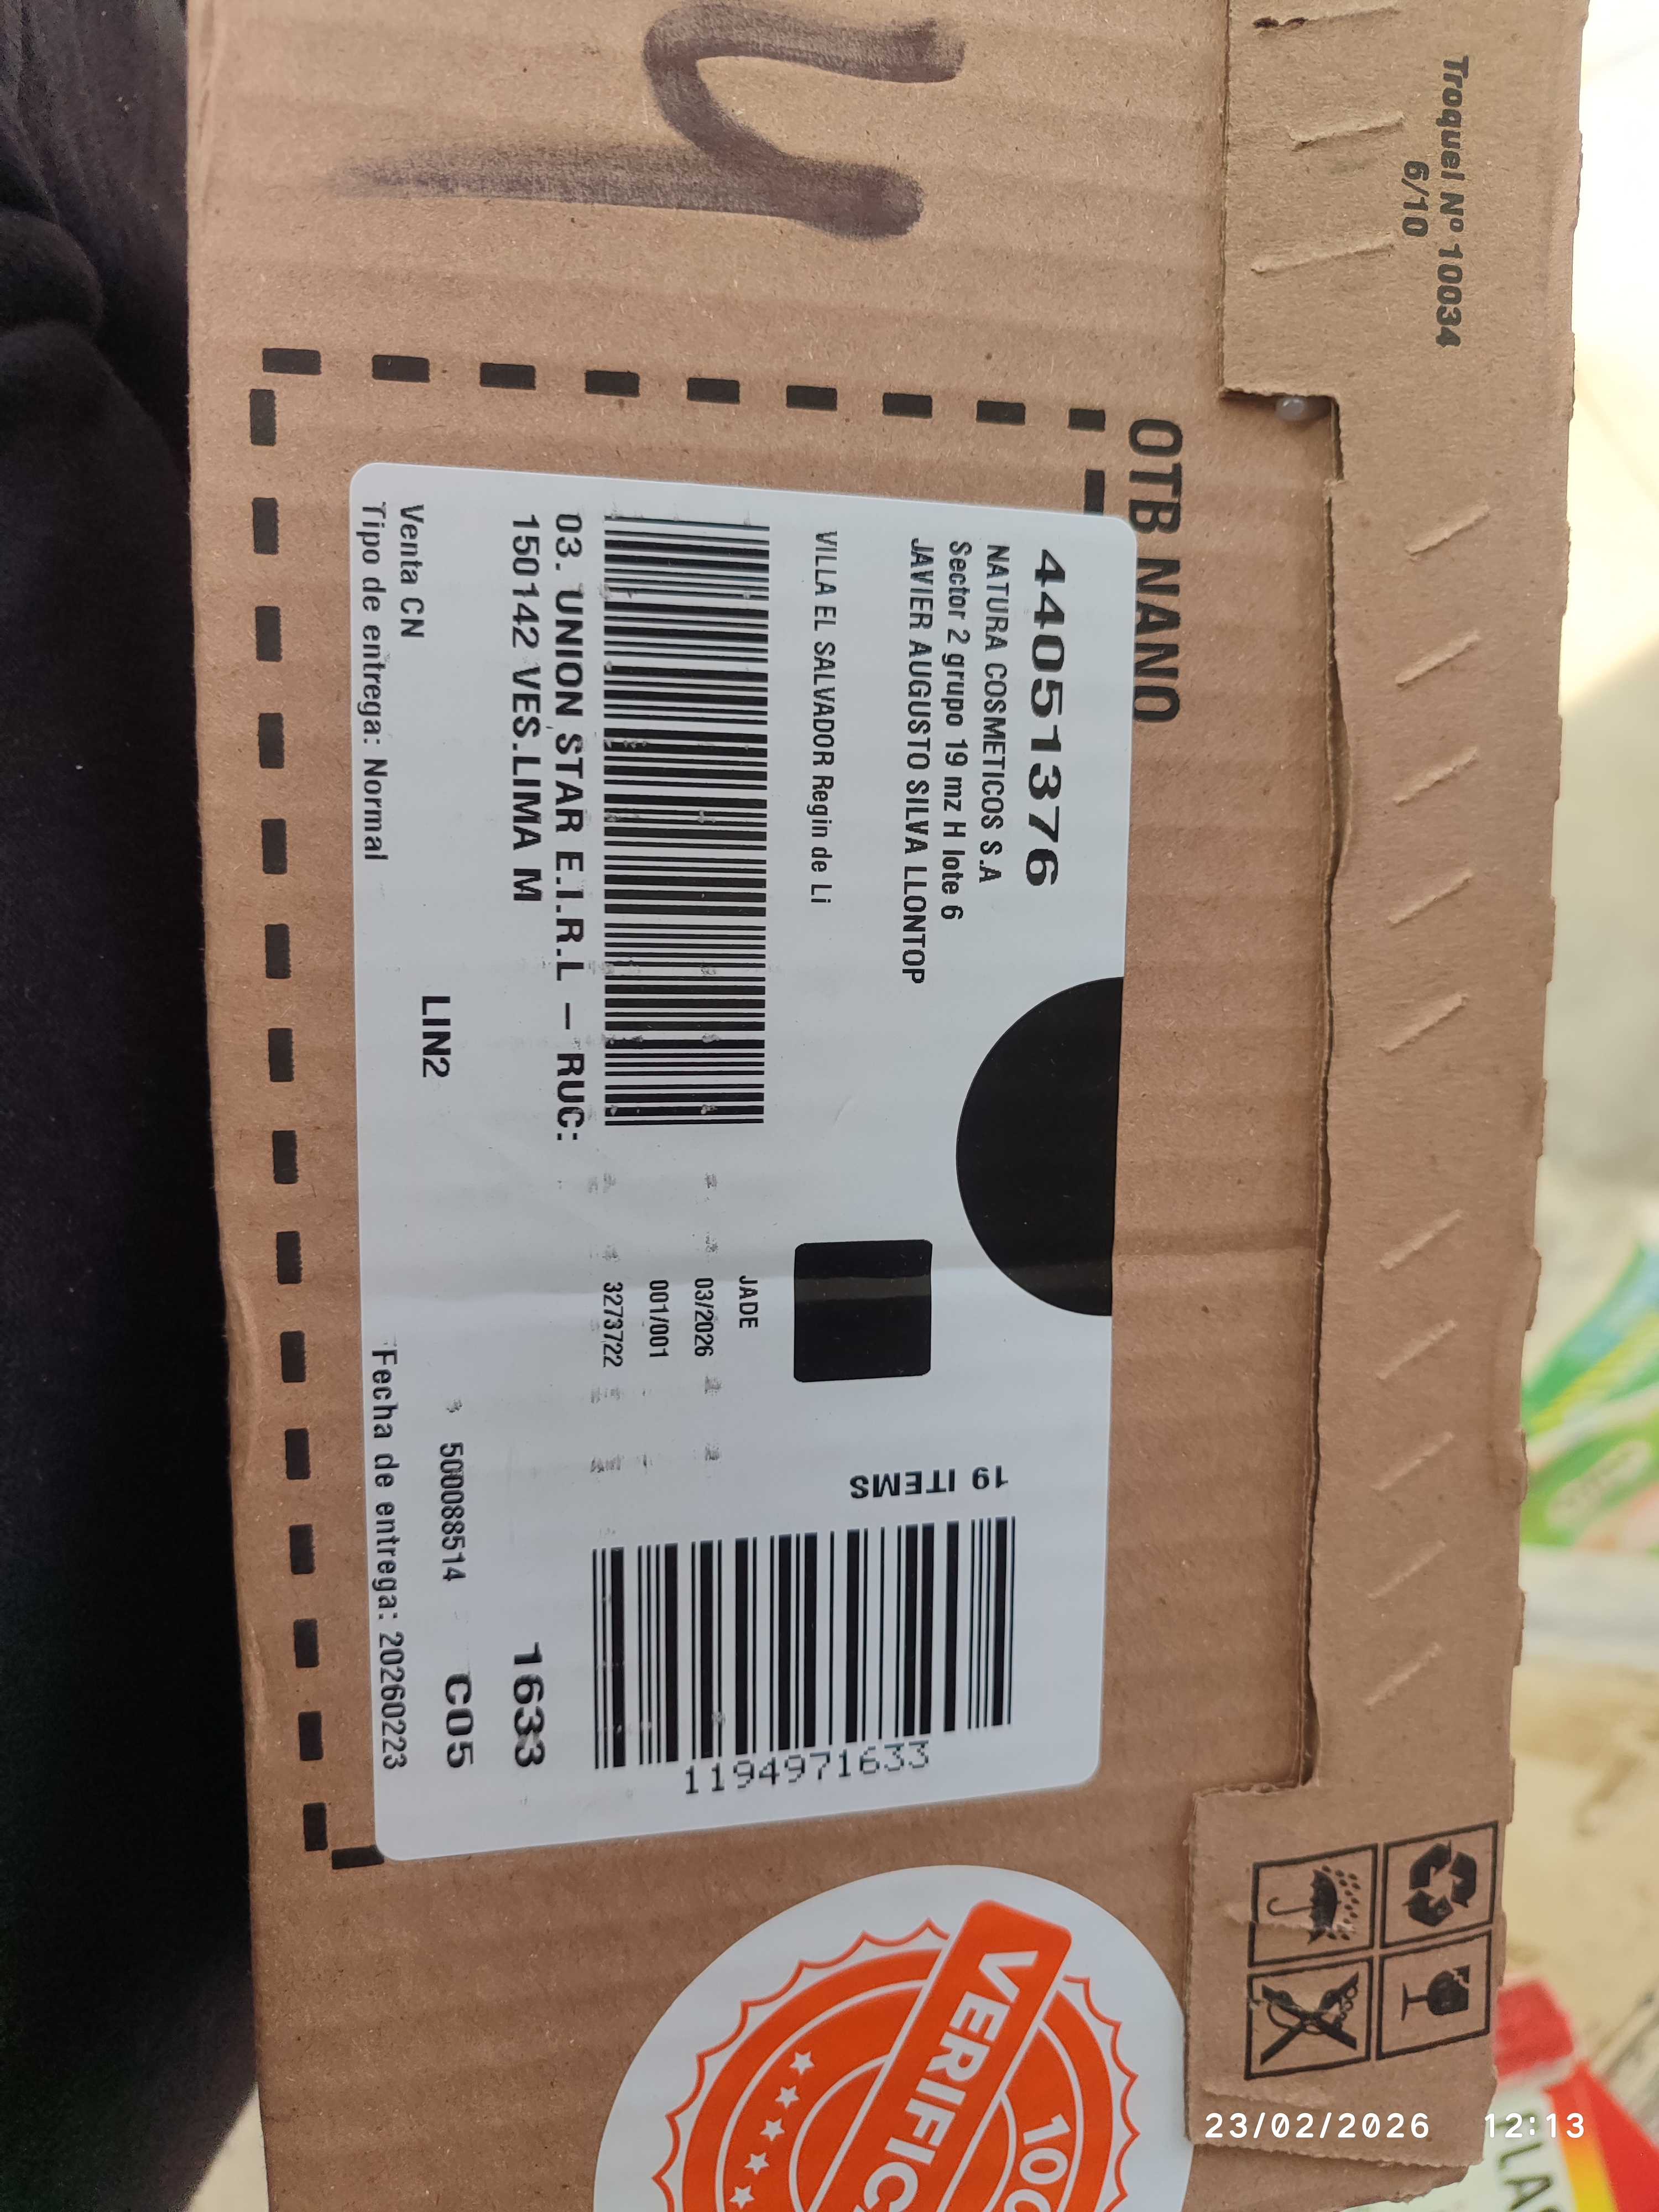 Troquel Nº 10034
6/10
OTB NANO
440513​76
NATURA COSMETICOS S.A
Sector 2 grupo 19 mz H lote 6
JAVIER AUGUSTO SILVA LLONTOP
VILLA EL SALVADOR Regin de Li
03. UNION STAR E.I.R.L – RUC:
150142 VES.LIMA M
LIN2
Venta CN
Tipo de entrega: Normal
JADE
03/2026
001/001
3273722
19 ITEMS
1194971633
1633
500088514 C05
Fecha de entrega: 20260223
VERIFIC
100
23/02/2026 12:13